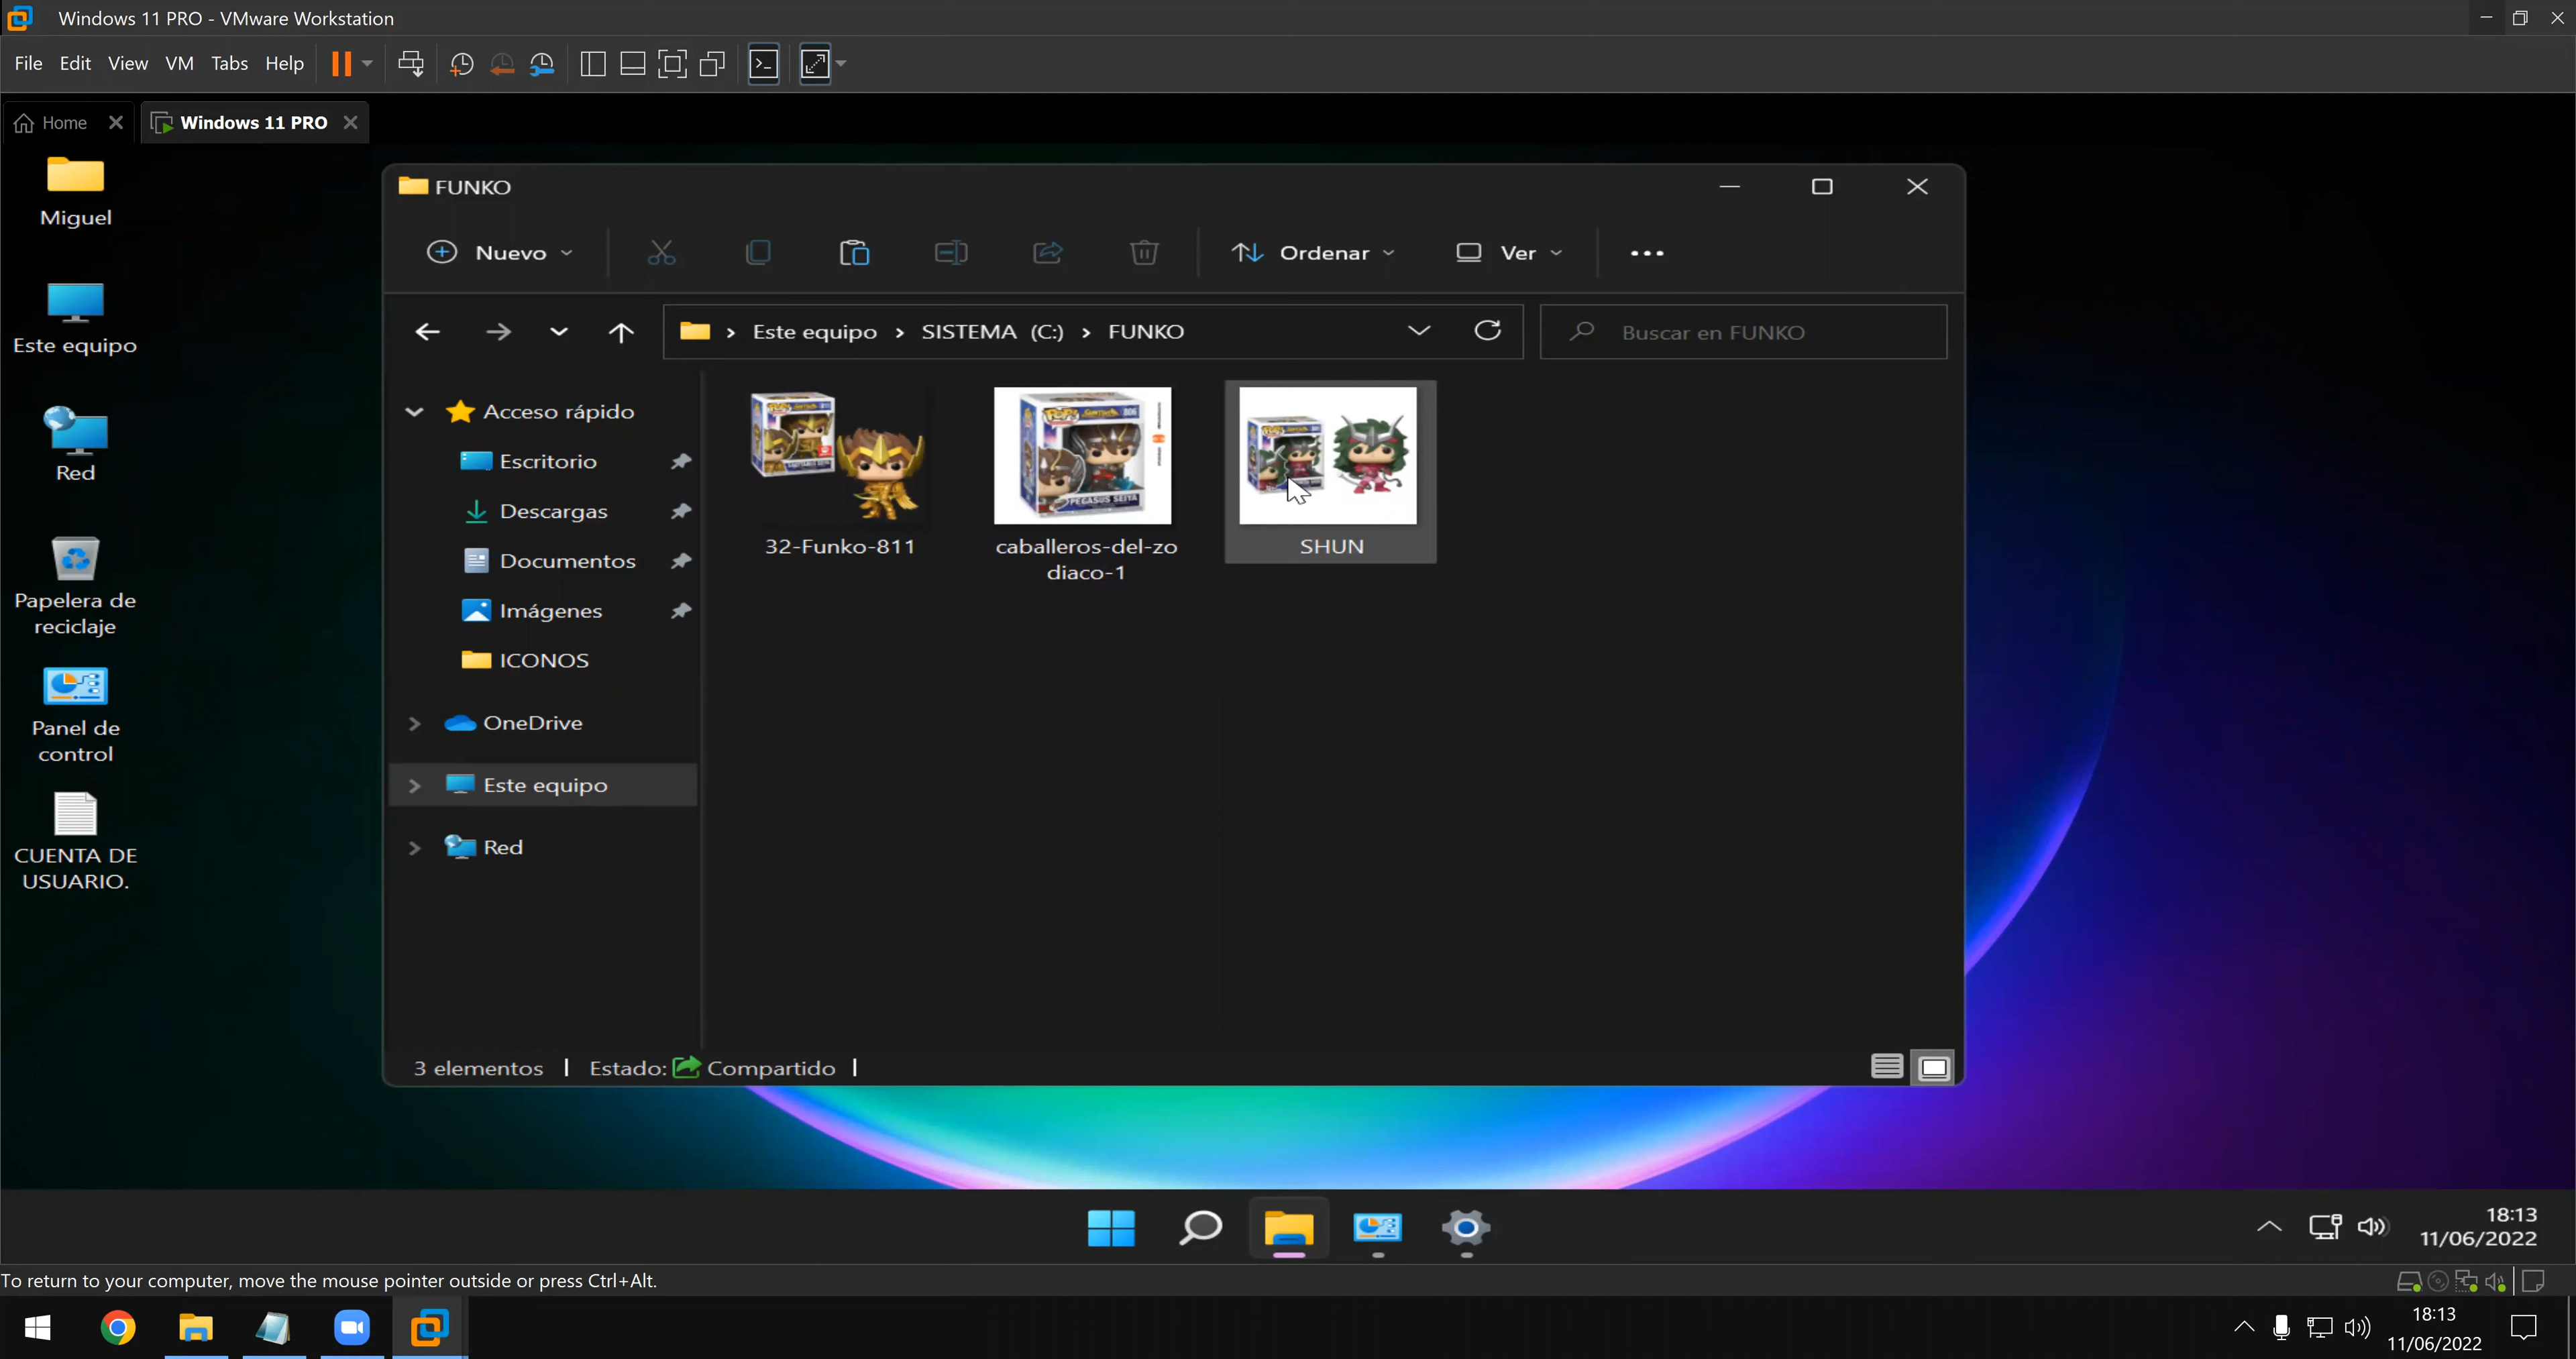 Windows 11 PRO - VMware Workstation
File Edit View VM Tabs Help
Home
Windows 11 PRO
Miguel
Este equipo
Red
Papelera de
reciclaje
Panel de
control
CUENTA DE
USUARIO.
FUNKO
Nuevo
Ordenar
Ver
Este equipo > SISTEMA (C:) > FUNKO
Buscar en FUNKO
Acceso rápido
Escritorio
Descargas
Documentos
Imágenes
ICONOS
OneDrive
Este equipo
Red
PEGASUS SEIYA
32-Funko-811
caballeros-del-zo
diaco-1
SHUN
3 elementos
Estado: Compartido
18:13
11/06/2022
To return to your computer, move the mouse pointer outside or press Ctrl+Alt.
18:13
11/06/2022